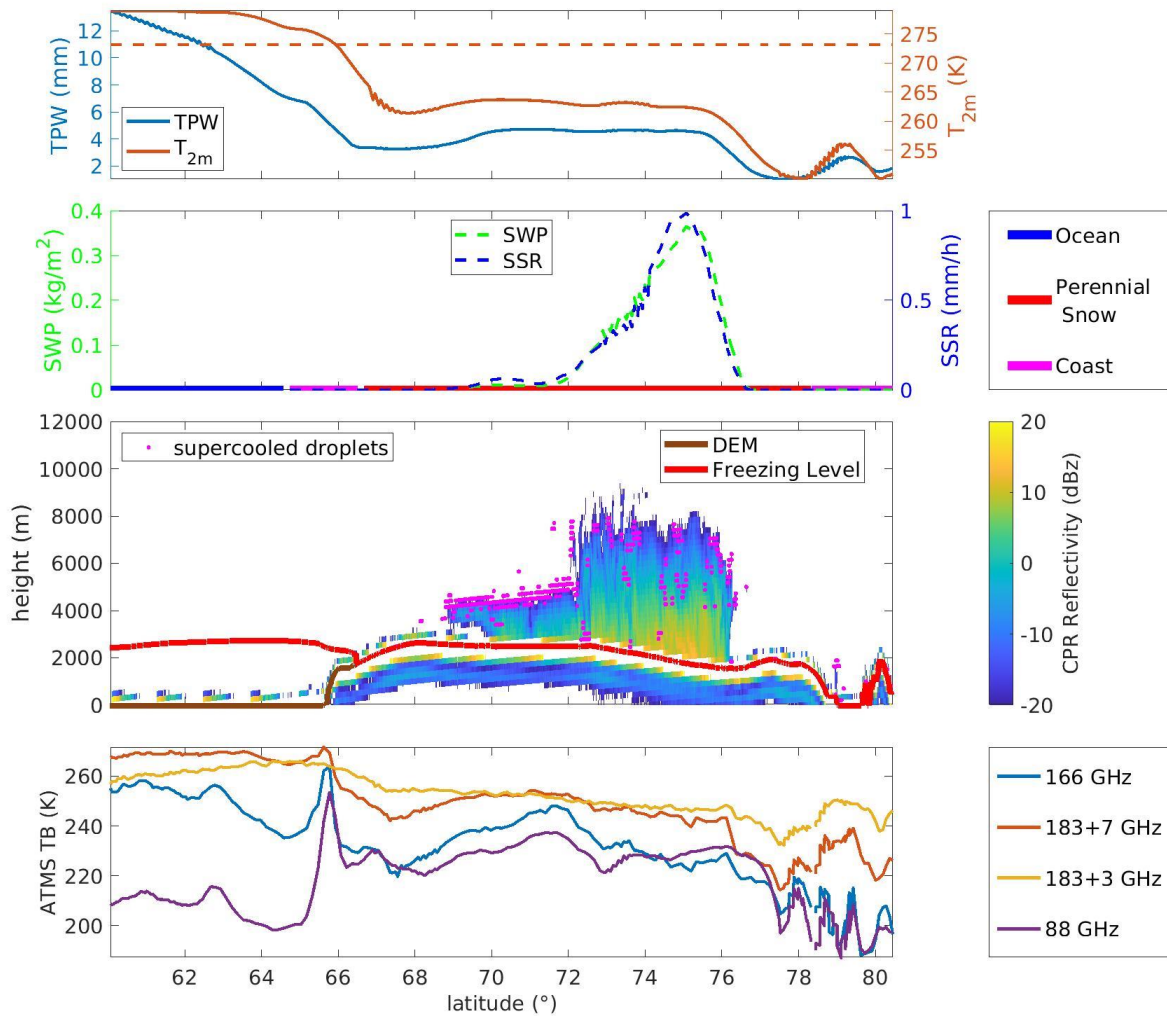 12
10
8
6
4
2
TPW (mm)
TPW
T2m
275
270
265
260
255
T2m (K)
0.4
0.3
0.2
0.1
0
SWP (kg/m2)
SWP
SSR
1
0.5
0
SSR (mm/h)
Ocean
Perennial
Snow
Coast
12000
10000
8000
6000
4000
2000
0
height (m)
supercooled droplets
DEM
Freezing Level
20
10
0
-10
-20
CPR Reflectivity (dBz)
260
240
220
200
ATMS TB (K)
62 64 66 68 70 72 74 76 78 80
latitude (°)
166 GHz
183+7 GHz
183+3 GHz
88 GHz